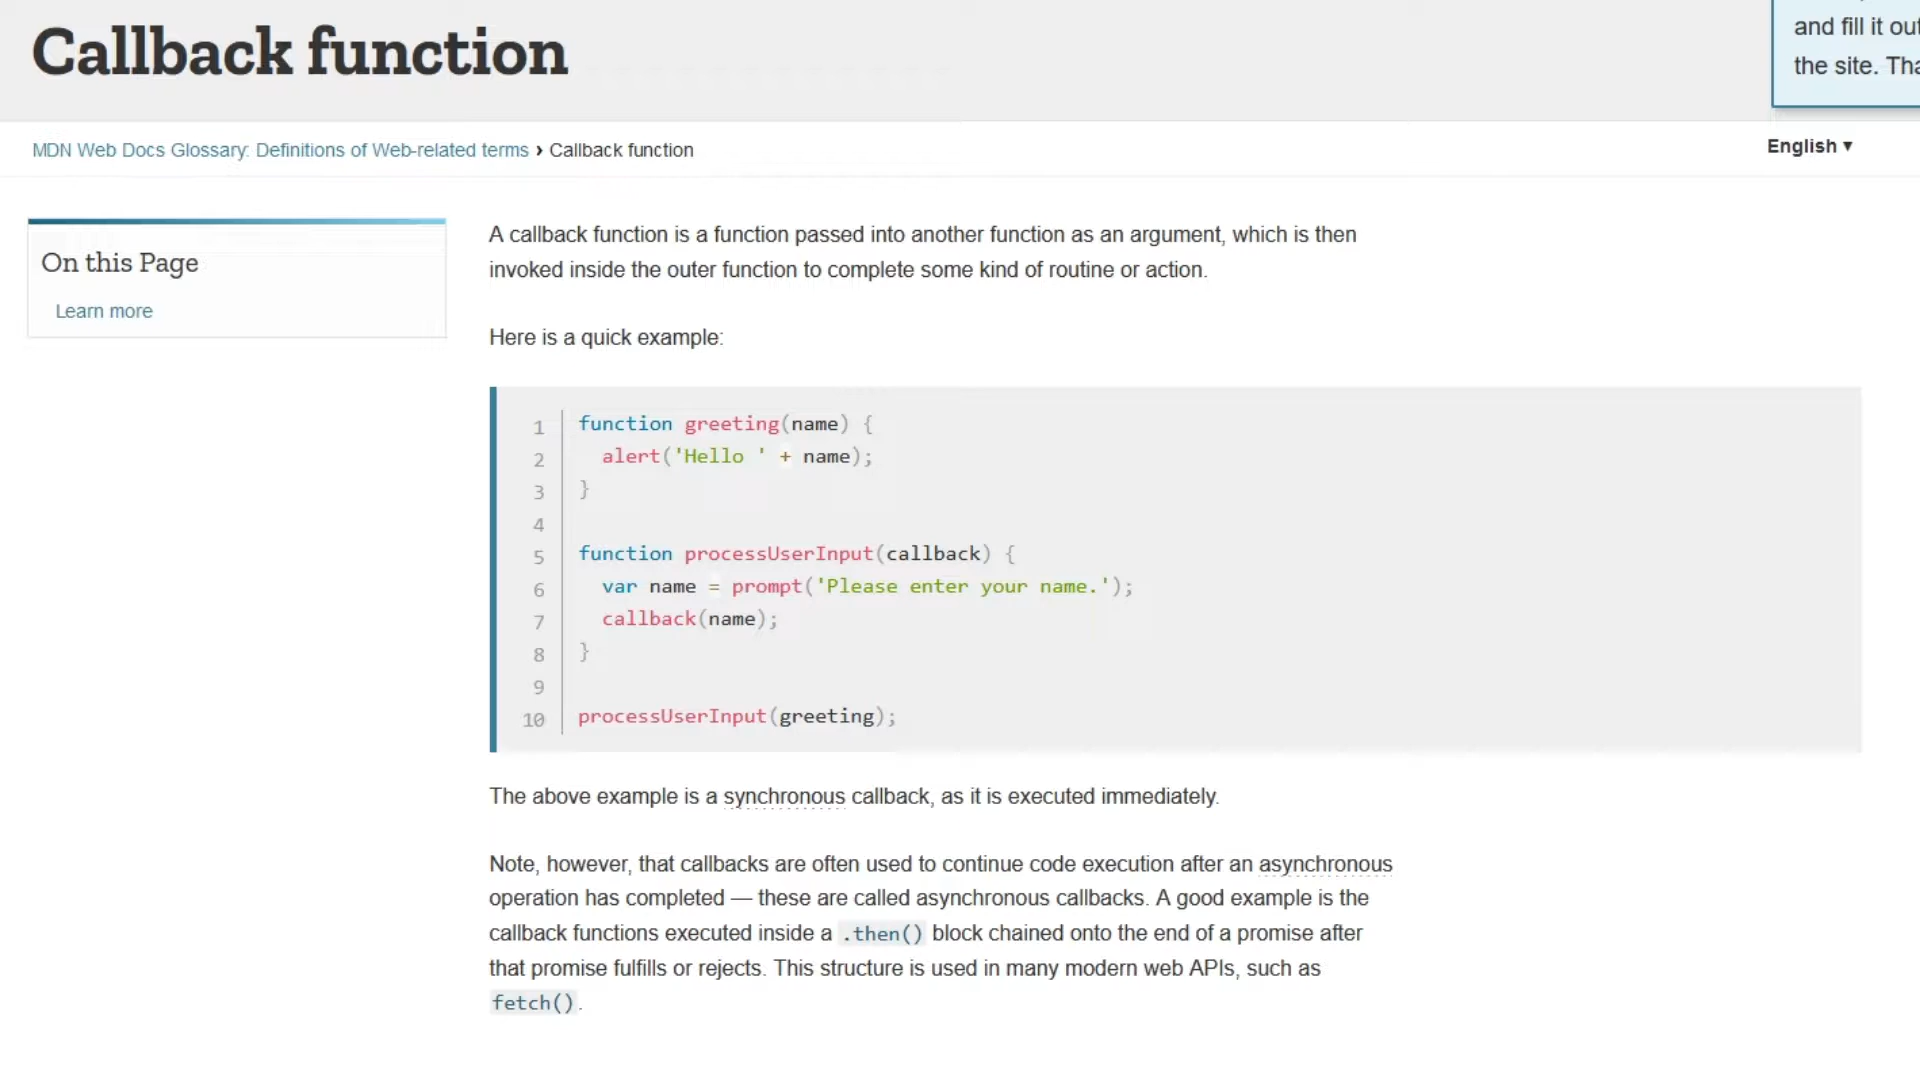 Callback function
and fill it out
the site. Tha
MDN Web Docs Glossary: Definitions of Web-related terms › Callback function
English ▼
On this Page
Learn more
A callback function is a function passed into another function as an argument, which is then
invoked inside the outer function to complete some kind of routine or action.
Here is a quick example:
1 function greeting(name) {
2   alert('Hello ' + name);
3 }
4
5 function processUserInput(callback) {
6   var name = prompt('Please enter your name.');
7   callback(name);
8 }
9
10 processUserInput(greeting);
The above example is a synchronous callback, as it is executed immediately.
Note, however, that callbacks are often used to continue code execution after an asynchronous
operation has completed — these are called asynchronous callbacks. A good example is the
callback functions executed inside a .then() block chained onto the end of a promise after
that promise fulfills or rejects. This structure is used in many modern web APIs, such as
fetch().